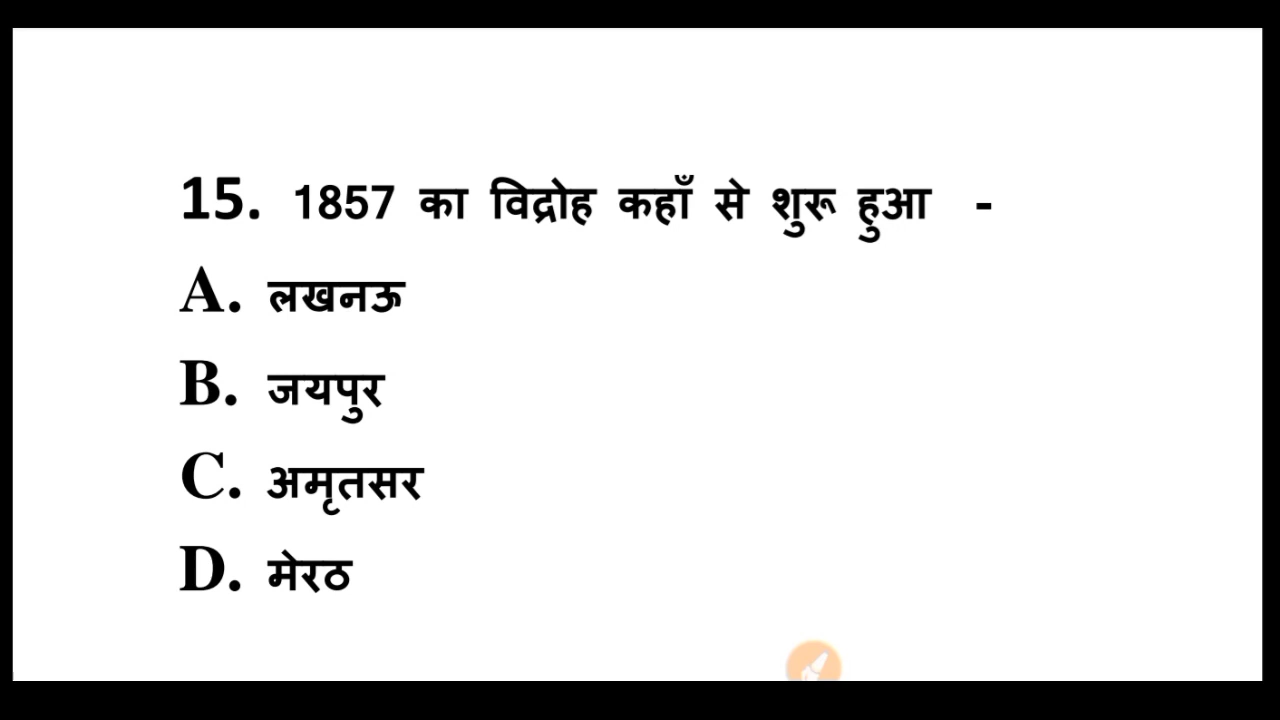 15. 1857 का विद्रोह कहाँ से शुरू हुआ -
A. लखनऊ
B. जयपुर
C. अमृतसर
D. मेरठ